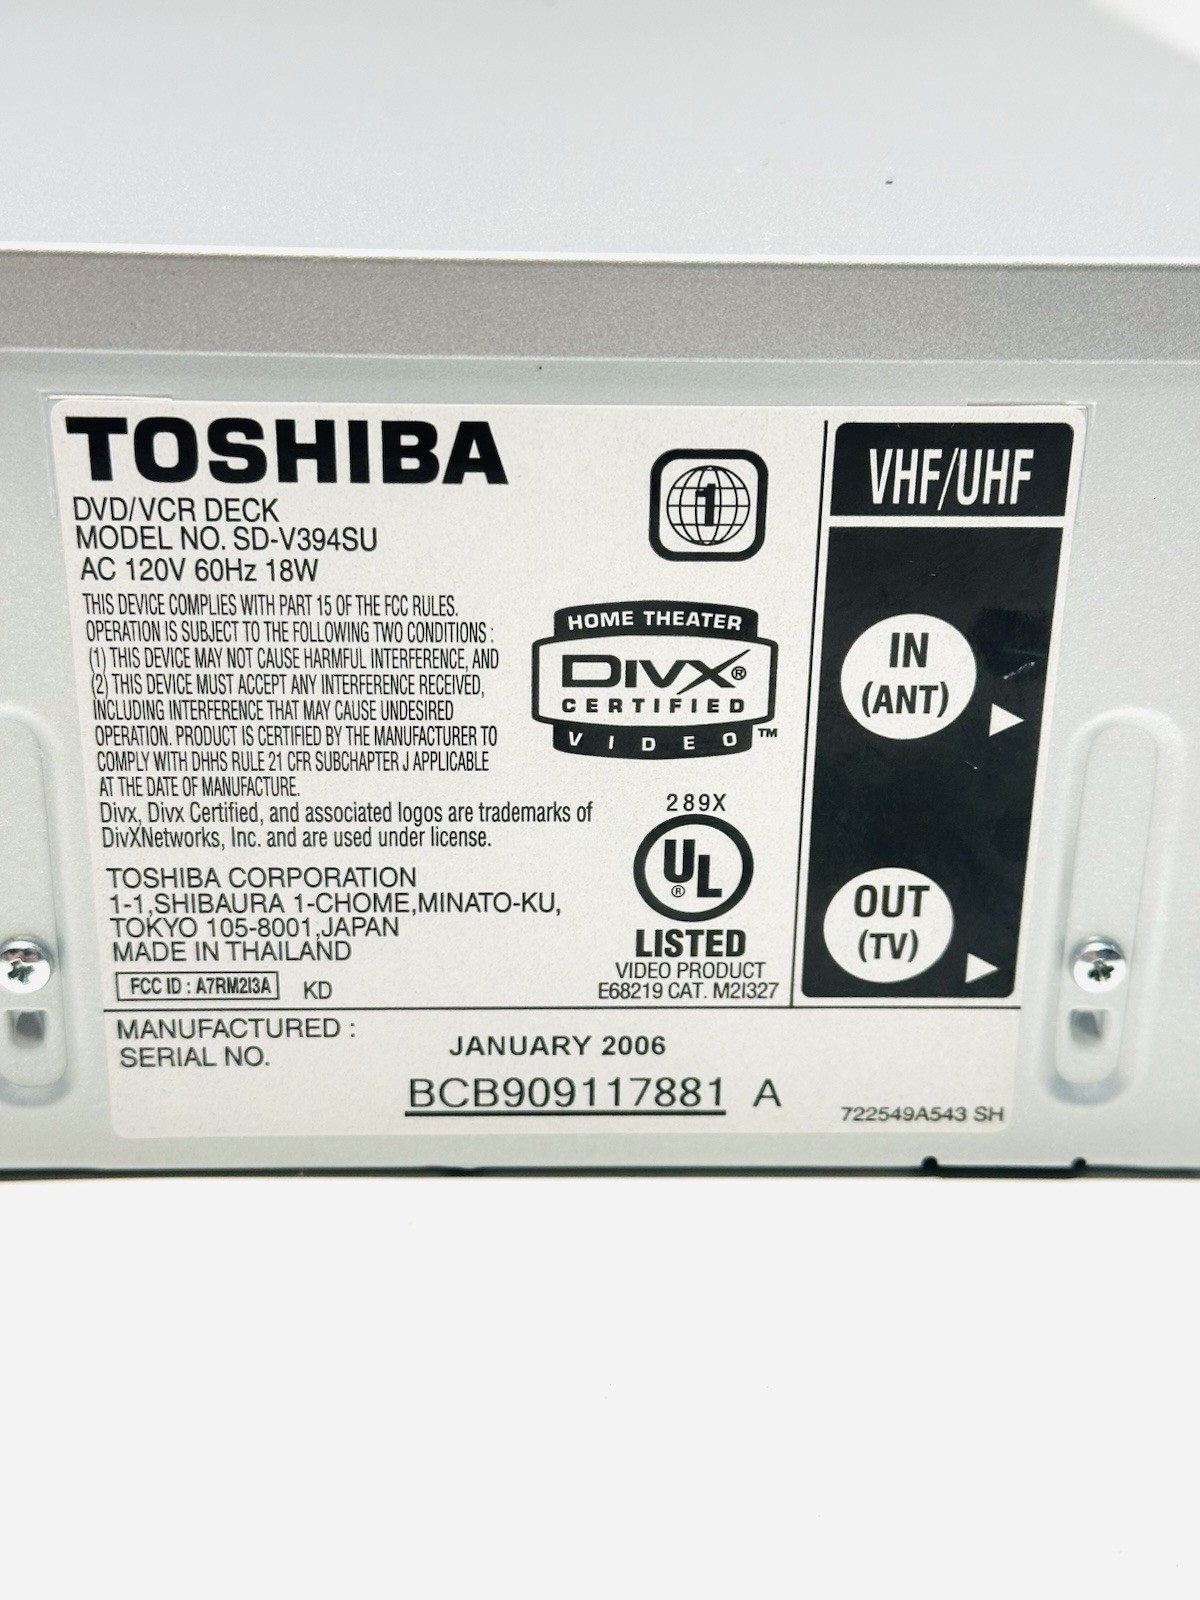 TOSHIBA
DVD/VCR DECK
MODEL NO. SD-V394SU
AC 120V 60Hz 18W
THIS DEVICE COMPLIES WITH PART 15 OF THE FCC RULES.
OPERATION IS SUBJECT TO THE FOLLOWING TWO CONDITIONS :
(1) THIS DEVICE MAY NOT CAUSE HARMFUL INTERFERENCE, AND
(2) THIS DEVICE MUST ACCEPT ANY INTERFERENCE RECEIVED,
INCLUDING INTERFERENCE THAT MAY CAUSE UNDESIRED
OPERATION. PRODUCT IS CERTIFIED BY THE MANUFACTURER TO
COMPLY WITH DHHS RULE 21 CFR SUBCHAPTER J APPLICABLE
AT THE DATE OF MANUFACTURE.
Divx, Divx Certified, and associated logos are trademarks of
DivXNetworks, Inc. and are used under license.
TOSHIBA CORPORATION
1-1,SHIBAURA 1-CHOME,MINATO-KU,
TOKYO 105-8001,JAPAN
MADE IN THAILAND
FCC ID : A7RM2I3A KD
1
HOME THEATER
DIVX®
CERTIFIED
VIDEO™
289X
UL®
LISTED
VIDEO PRODUCT
E68219 CAT. M2I327
VHF/UHF
IN
(ANT)
OUT
(TV)
MANUFACTURED : JANUARY 2006
SERIAL NO. BCB909117881 A
722549A543 SH